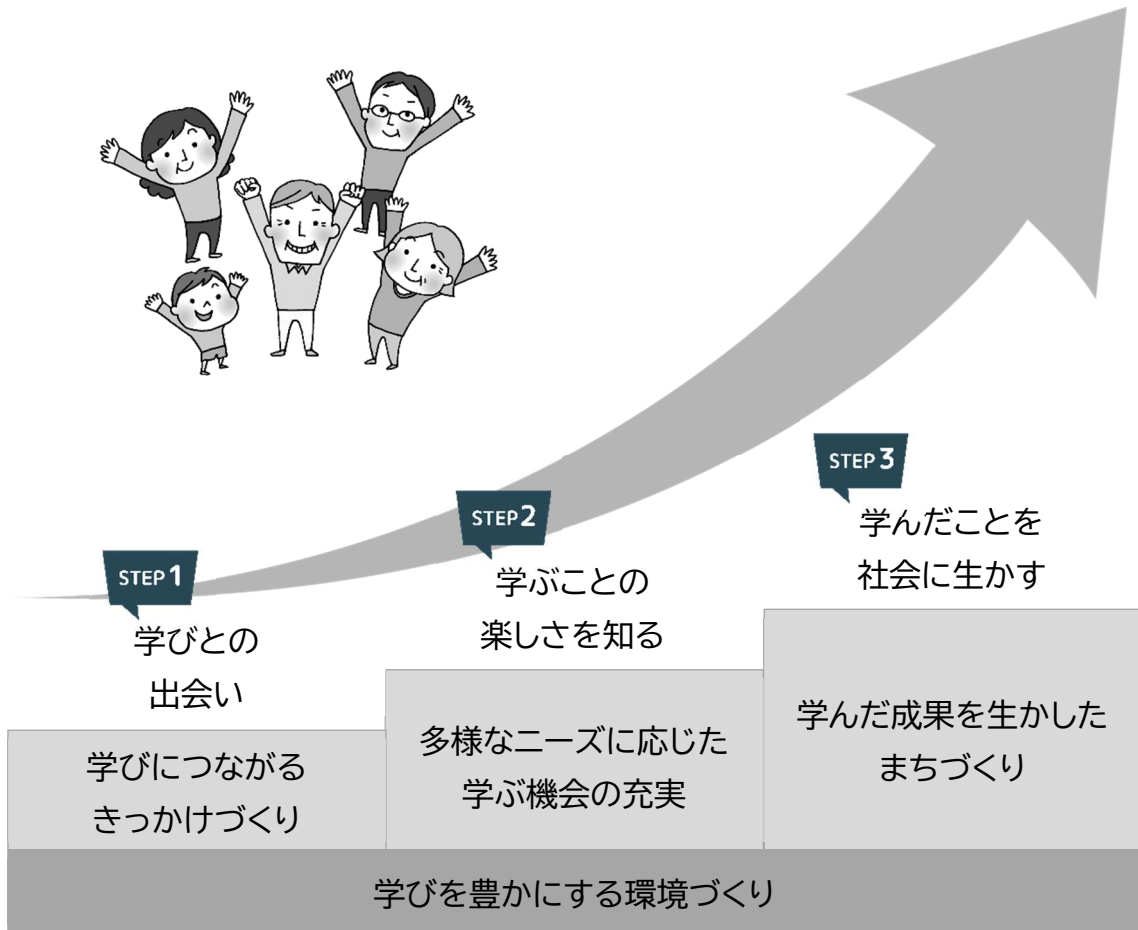 STEP 1
学びとの
出会い
学びにつながる
きっかけづくり
STEP 2
学ぶことの
楽しさを知る
多様なニーズに応じた
学ぶ機会の充実
STEP 3
学んだことを
社会に生かす
学んだ成果を生かした
まちづくり
学びを豊かにする環境づくり